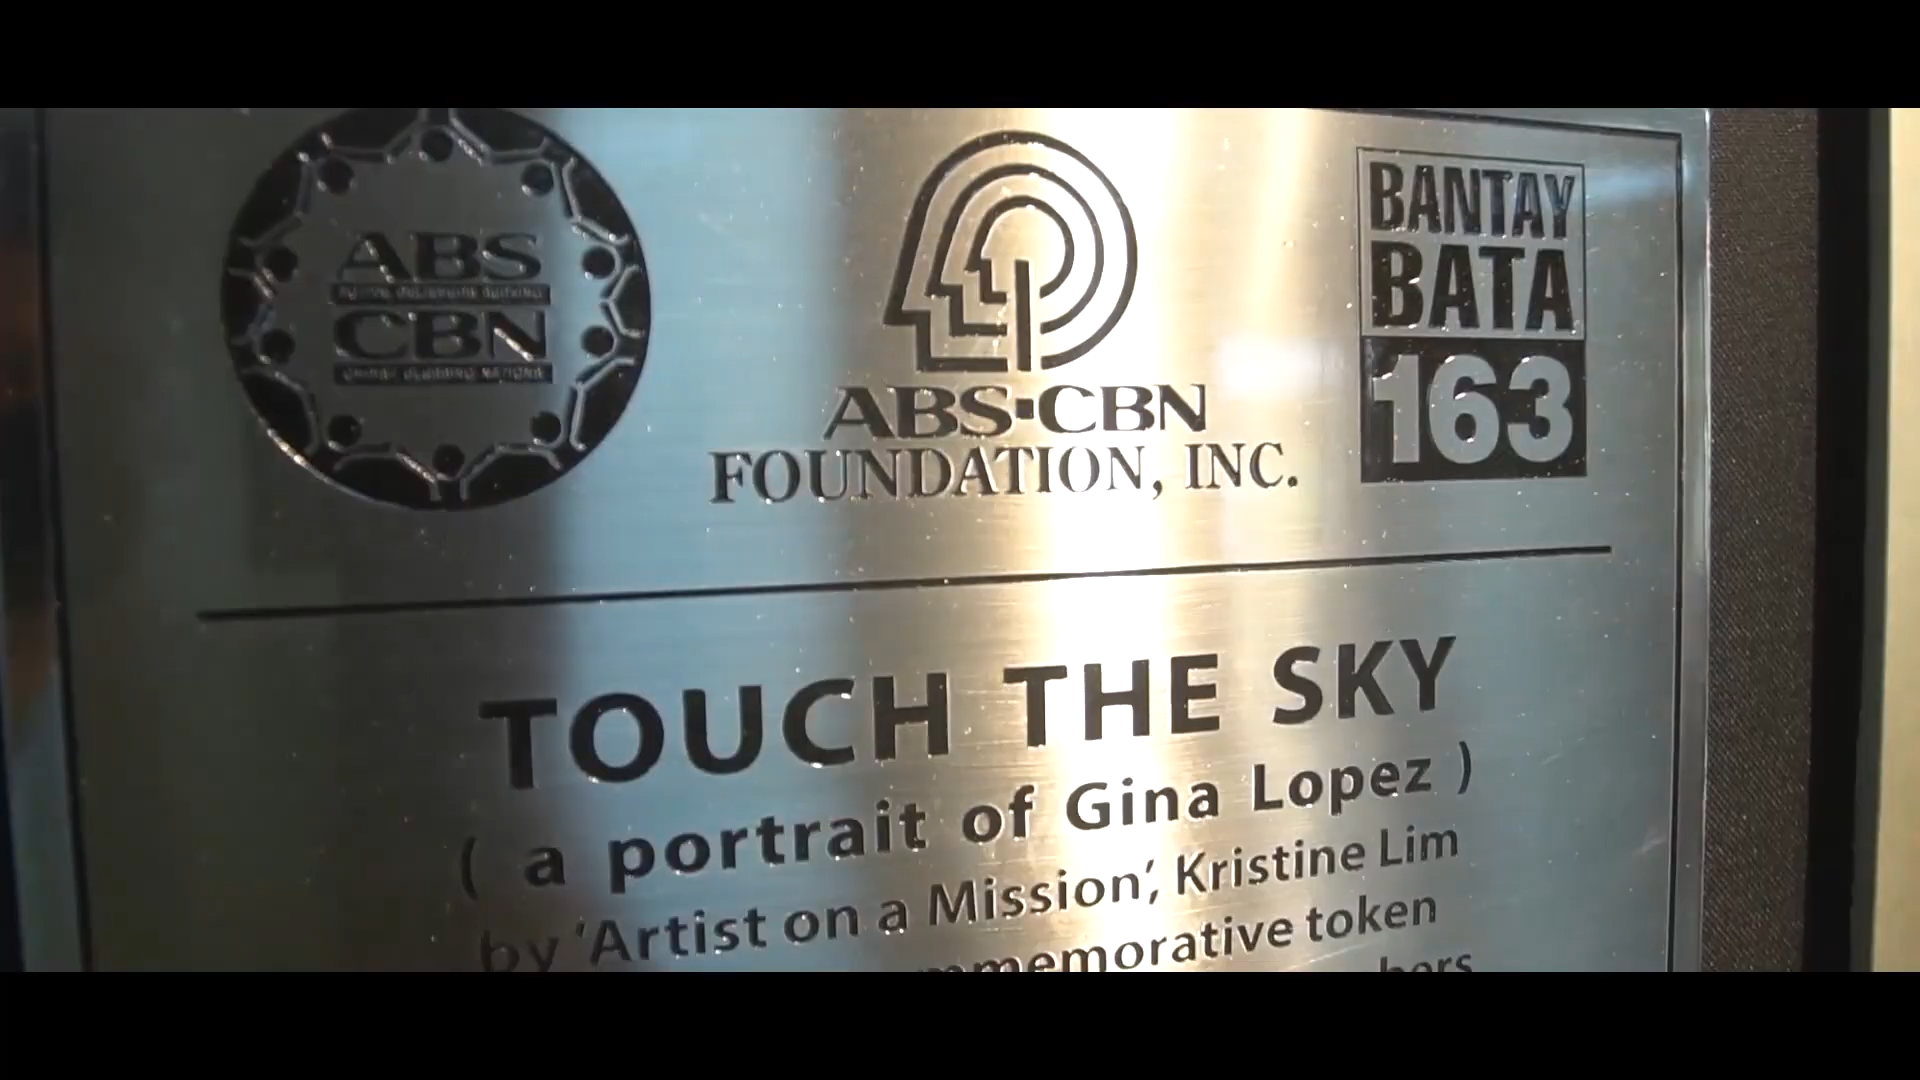 ABS
CBN
ABS-CBN
FOUNDATION, INC.
BANTAY
BATA
163
TOUCH THE SKY
( a portrait of Gina Lopez )
by 'Artist on a Mission', Kristine Lim
token